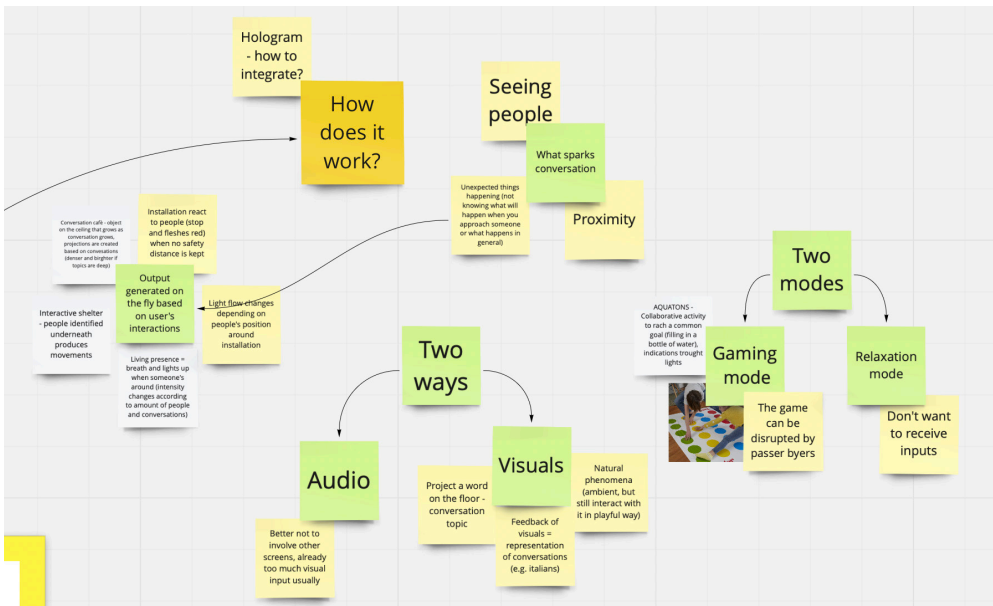 Hologram
- how to
integrate?
How
does it
work?
Seeing
people
What sparks
conversation
Unexpected things
happening (not
knowing what will
happen when you
approach someone
or what happens in
general)
Proximity
Conversation café - object
on the ceiling that grows as
conversation grows,
projections are created
based on convesations
(denser and brighter if
topics are deep)
Installation react
to people (stop
and fleshes red)
when no safety
distance is kept
Output
generated on
the fly based
on user's
interactions
Interactive shelter
- people identified
underneath
produces
movements
Light flow changes
depending on
people's position
around
installation
Living presence =
breath and lights up
when someone's
around (intensity
changes according
to amount of people
and conversations)
Two
ways
Audio
Better not to
involve other
screens, already
too much visual
input usually
Visuals
Project a word
on the floor -
conversation
topic
Natural
phenomena
(ambient, but
still interact with
it in playful way)
Feedback of
visuals =
representation
of conversations
(e.g. italians)
Two
modes
AQUATONS -
Collaborative activity
to rach a common
goal (filling in a
bottle of water),
indications trought
lights
Gaming
mode
The game
can be
disrupted by
passer byers
Relaxation
mode
Don't want
to receive
inputs